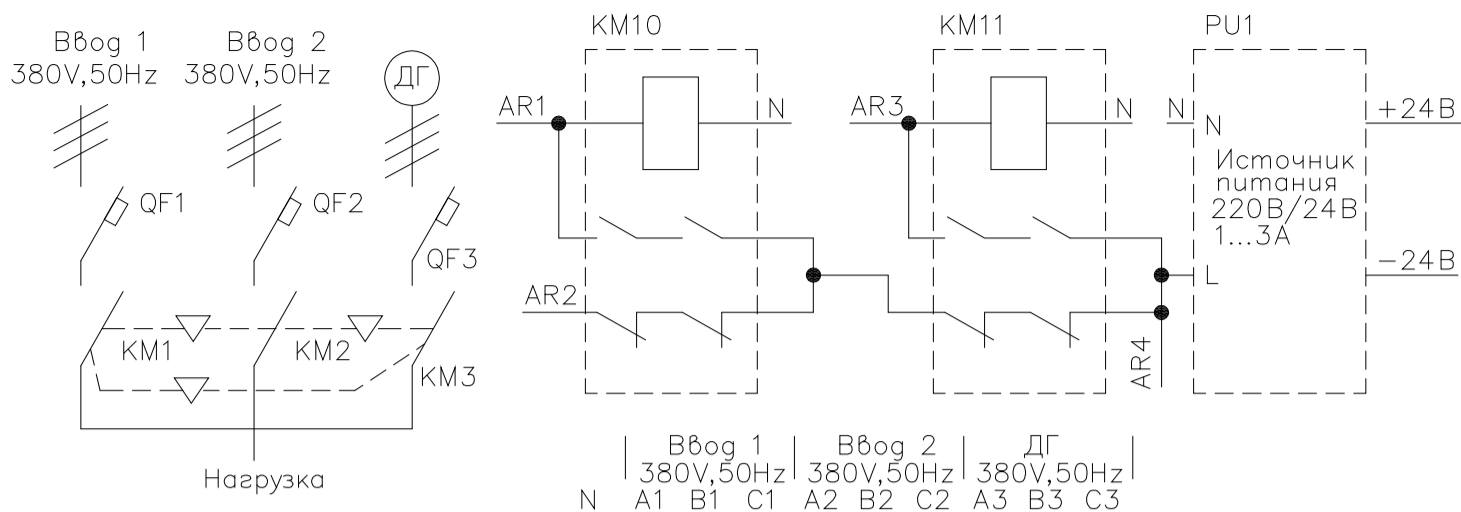 Ввод 1
380V,50Hz
Ввод 2
380V,50Hz
ДГ
QF1
QF2
QF3
KM1
KM2
KM3
Нагрузка
KM10
AR1
N
AR2
KM11
AR3
N
AR4
PU1
N
N
Источник
питания
220В/24В
1...3А
L
+24В
-24В
Ввод 1
380V,50Hz
Ввод 2
380V,50Hz
ДГ
380V,50Hz
N A1 B1 C1 A2 B2 C2 A3 B3 C3